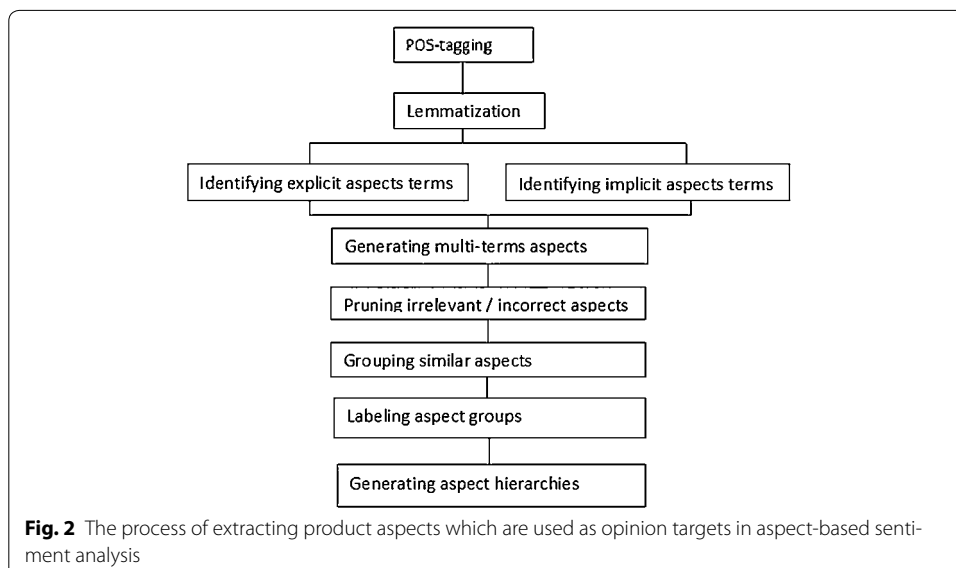 POS-tagging
Lemmatization
Identifying explicit aspects terms
Identifying implicit aspects terms
Generating multi-terms aspects
Pruning irrelevant / incorrect aspects
Grouping similar aspects
Labeling aspect groups
Generating aspect hierarchies
Fig. 2 The process of extracting product aspects which are used as opinion targets in aspect-based senti-
ment analysis